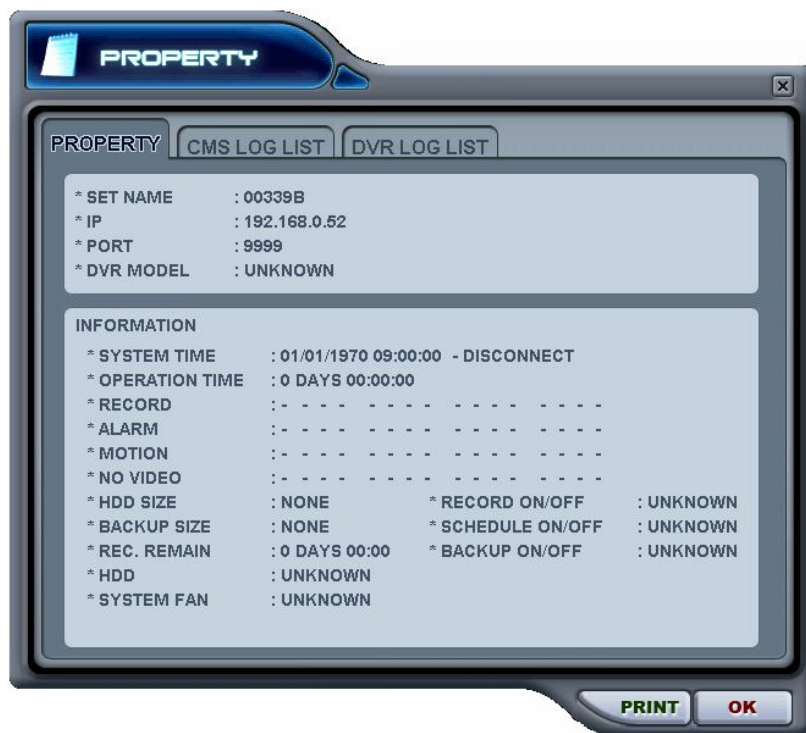 PROPERTY
PROPERTY CMS LOG LIST DVR LOG LIST
* SET NAME : 00339B
* IP : 192.168.0.52
* PORT : 9999
* DVR MODEL : UNKNOWN
INFORMATION
* SYSTEM TIME : 01/01/1970 09:00:00 - DISCONNECT
* OPERATION TIME : 0 DAYS 00:00:00
* RECORD : - - - - - - - - - - - - - - - -
* ALARM : - - - - - - - - - - - - - - - -
* MOTION : - - - - - - - - - - - - - - - -
* NO VIDEO : - - - - - - - - - - - - - - - -
* HDD SIZE : NONE * RECORD ON/OFF : UNKNOWN
* BACKUP SIZE : NONE * SCHEDULE ON/OFF : UNKNOWN
* REC. REMAIN : 0 DAYS 00:00 * BACKUP ON/OFF : UNKNOWN
* HDD : UNKNOWN
* SYSTEM FAN : UNKNOWN
PRINT OK